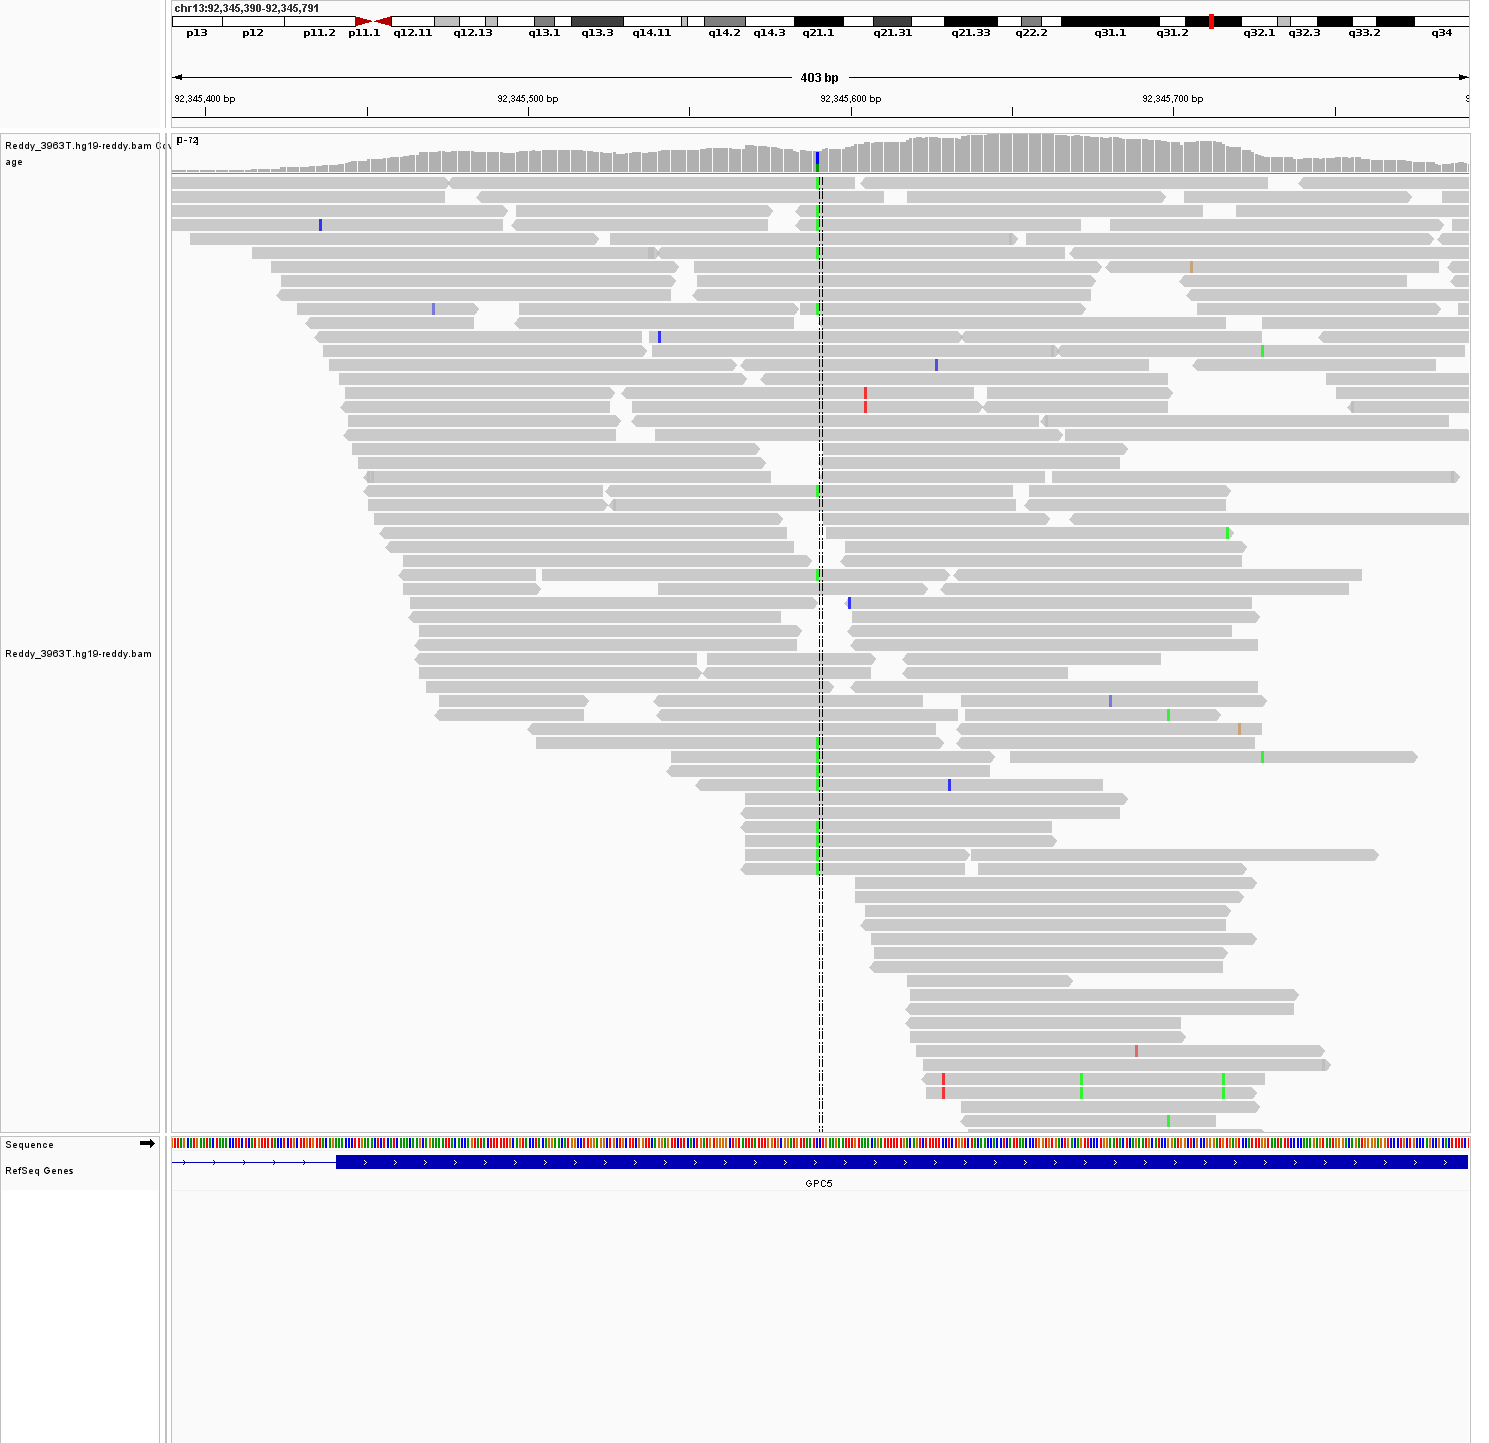 chr13:92,345,390-92,345,791
p13 p12 p11.2 p11.1 q12.11 q12.13 q13.1 q13.3 q14.11 q14.2 q14.3 q21.1 q21.31 q21.33 q22.2 q31.1 q31.2 q32.1 q32.3 q33.2 q34
403 bp
92,345,400 bp 92,345,500 bp 92,345,600 bp 92,345,700 bp 9
Reddy_3963T.hg19-reddy.bam Cov [0-72]
age
Reddy_3963T.hg19-reddy.bam
Sequence
RefSeq Genes
GPC5